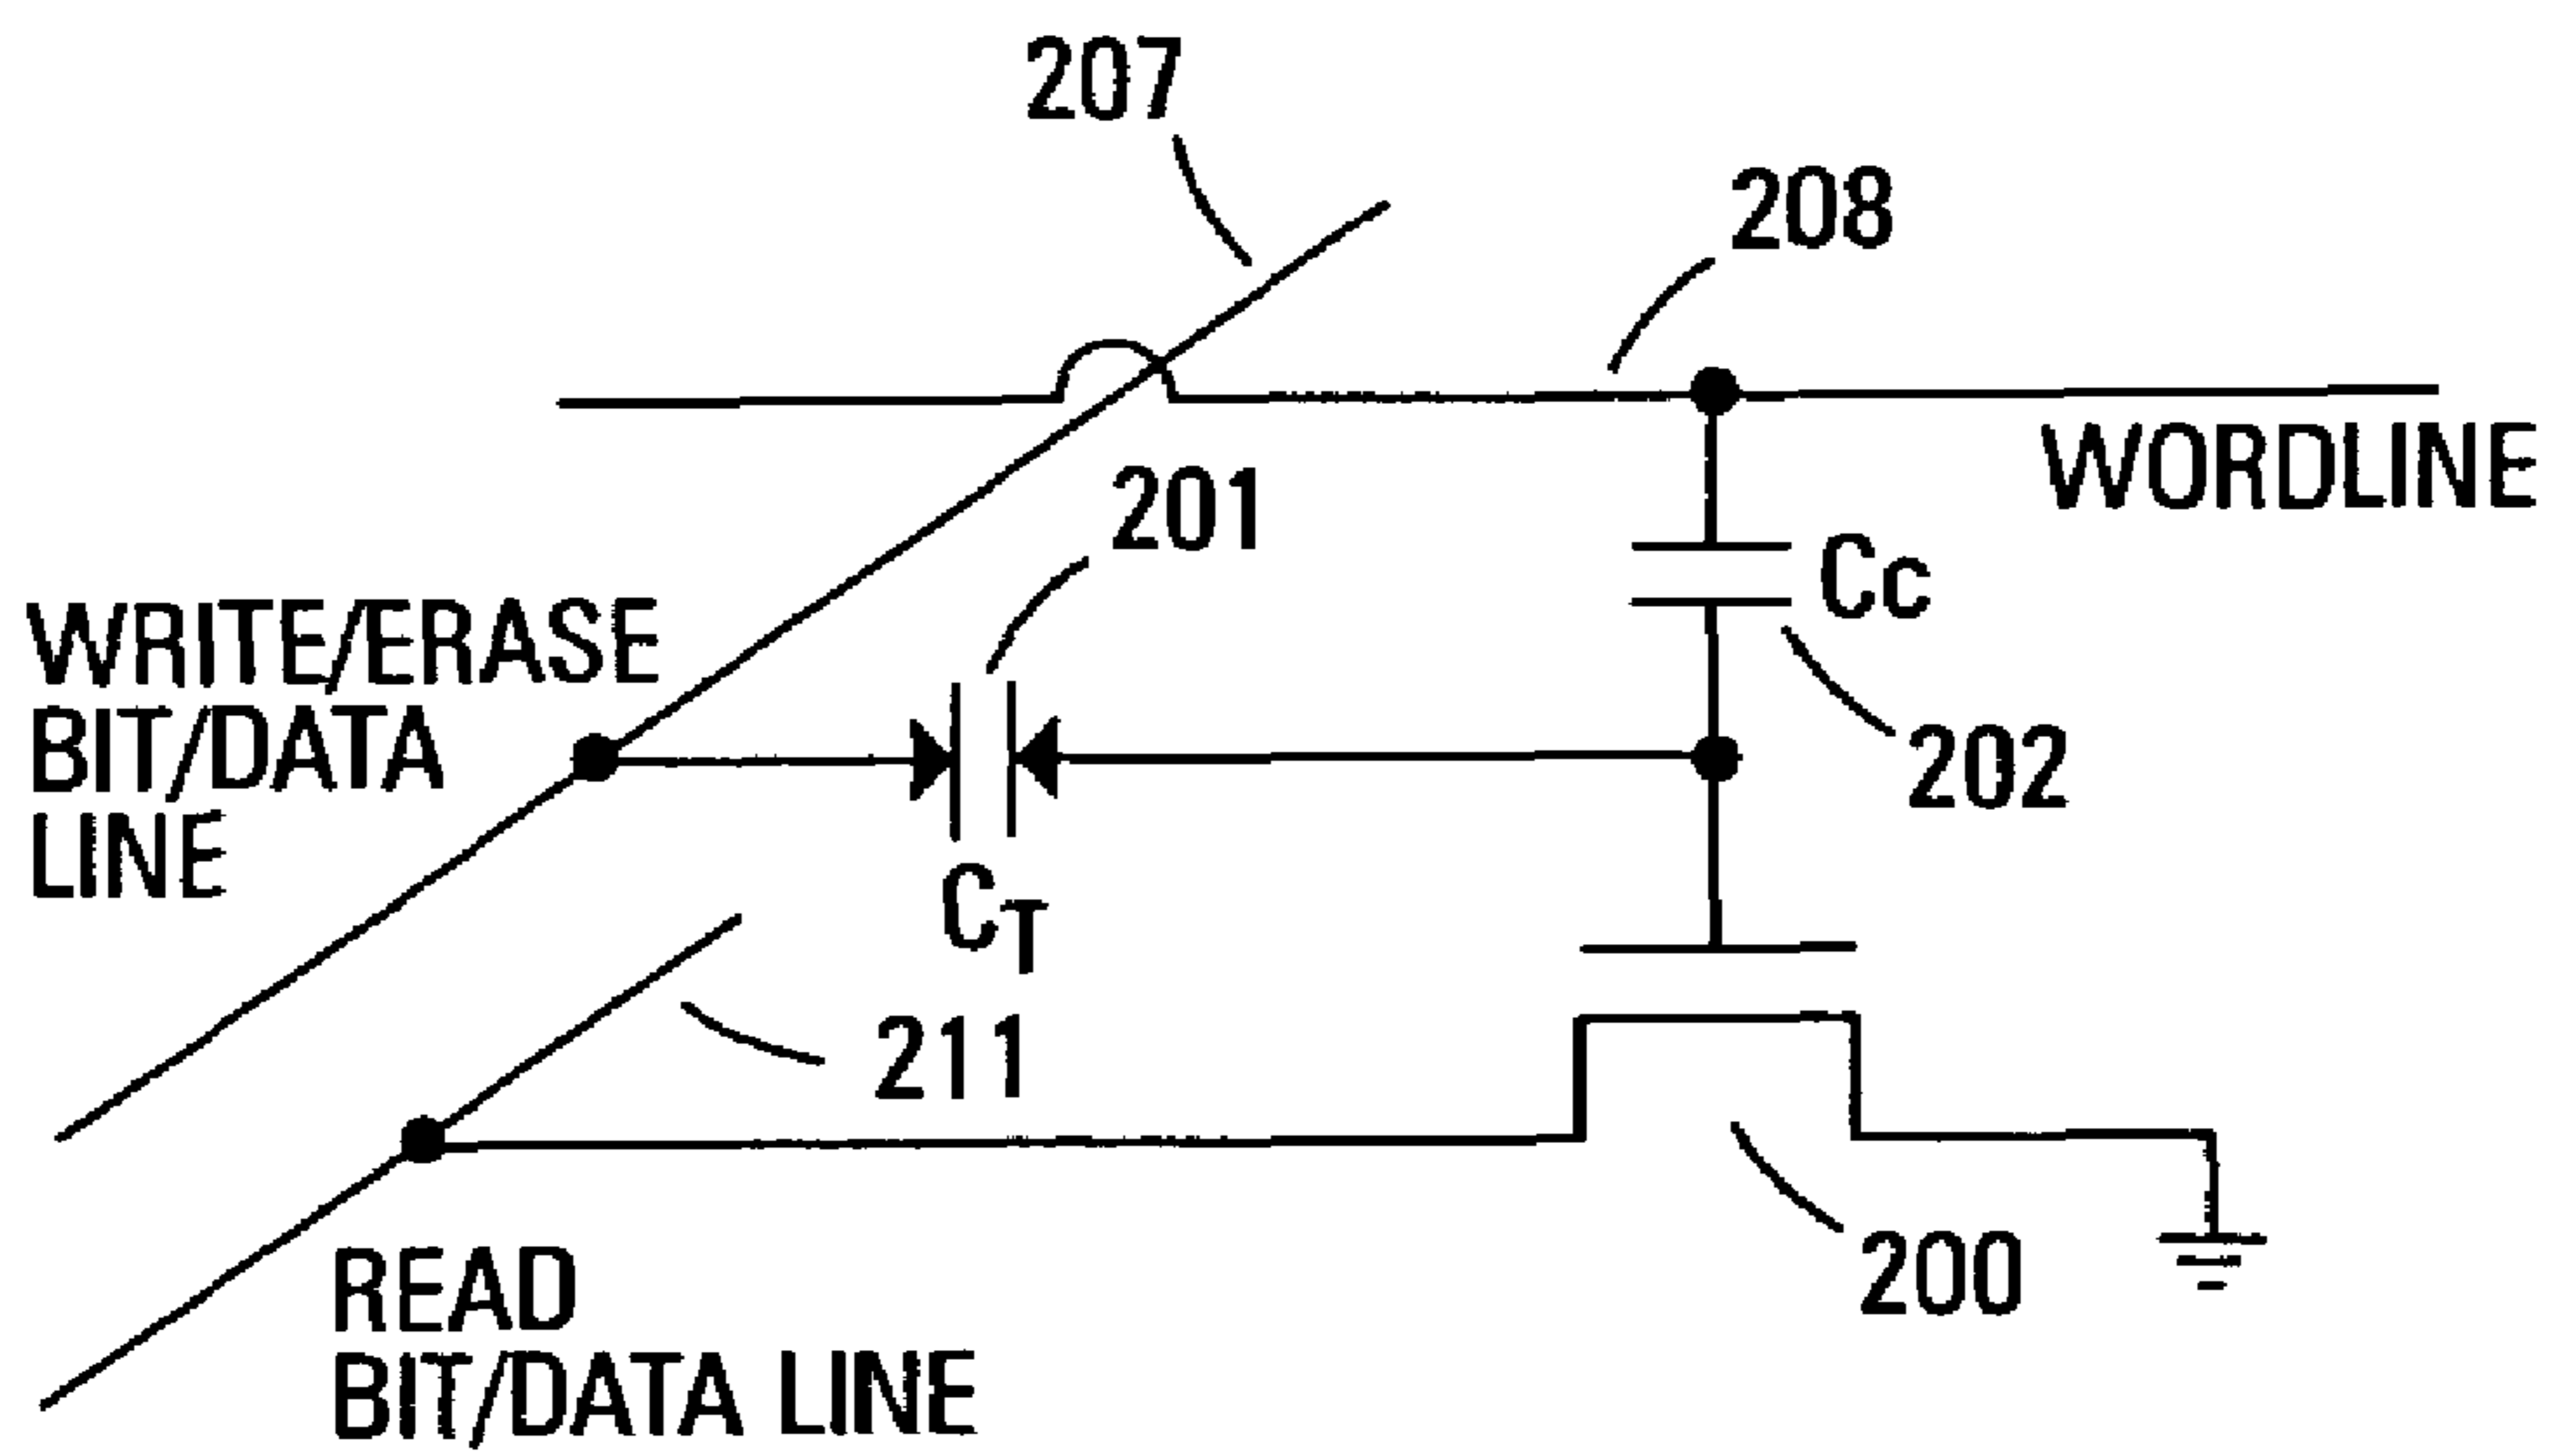 207
208
WORDLINE
201
Cc
WRITE/ERASE
BIT/DATA
LINE
202
CT
211
200
READ
BIT/DATA LINE